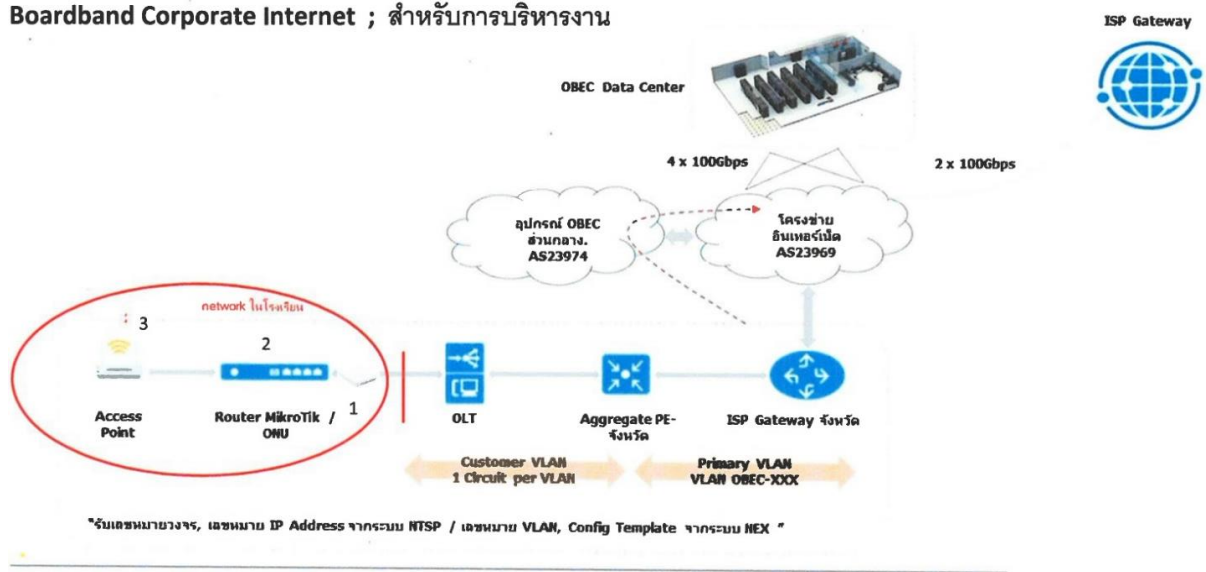 Boardband Corporate Internet ; สำหรับการบริหารงาน
ISP Gateway
OBEC Data Center
4 x 100Gbps
2 x 100Gbps
อุปกรณ์ OBEC
ส่วนกลาง.
AS23974
โครงข่าย
อินเทอร์เน็ต
AS23969
network ในโรงเรียน
3
2
1
Access
Point
Router MikroTik /
ONU
OLT
Aggregate PE-
จังหวัด
ISP Gateway จังหวัด
Customer VLAN
1 Circuit per VLAN
Primary VLAN
VLAN OBEC-XXX
"รับเลขหมายวงจร, เลขหมาย IP Address จากระบบ NTSP / เลขหมาย VLAN, Config Template จากระบบ NEX "